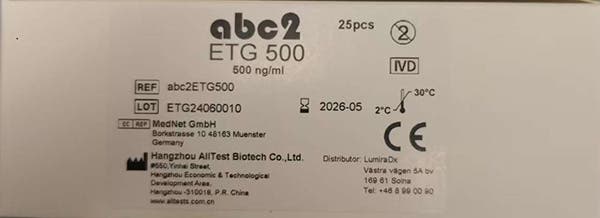 abc2
25pcs
ETG 500
500 ng/ml
IVD
REF abc2ETG500
LOT ETG24060010
2026-05
2°C
30°C
CC REP MedNet GmbH
Borkstrasse 10 48163 Muenster
Germany
CE
Hangzhou AllTest Biotech Co.,Ltd.
#550,Yinhai Street,
Hangzhou Economic & Technological
Development Area,
Hangzhou -310018, P.R. China
www.alltests.com.cn
Distributor: LumiraDx
Västra vägen 5A bv
169 61 Solna
Tel:+46 8 99 00 90